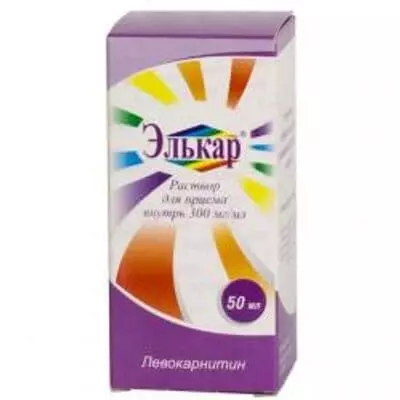 Элькар®
Раствор
для приема
внутрь 300 мг/мл
50 мл
Левокарнитин